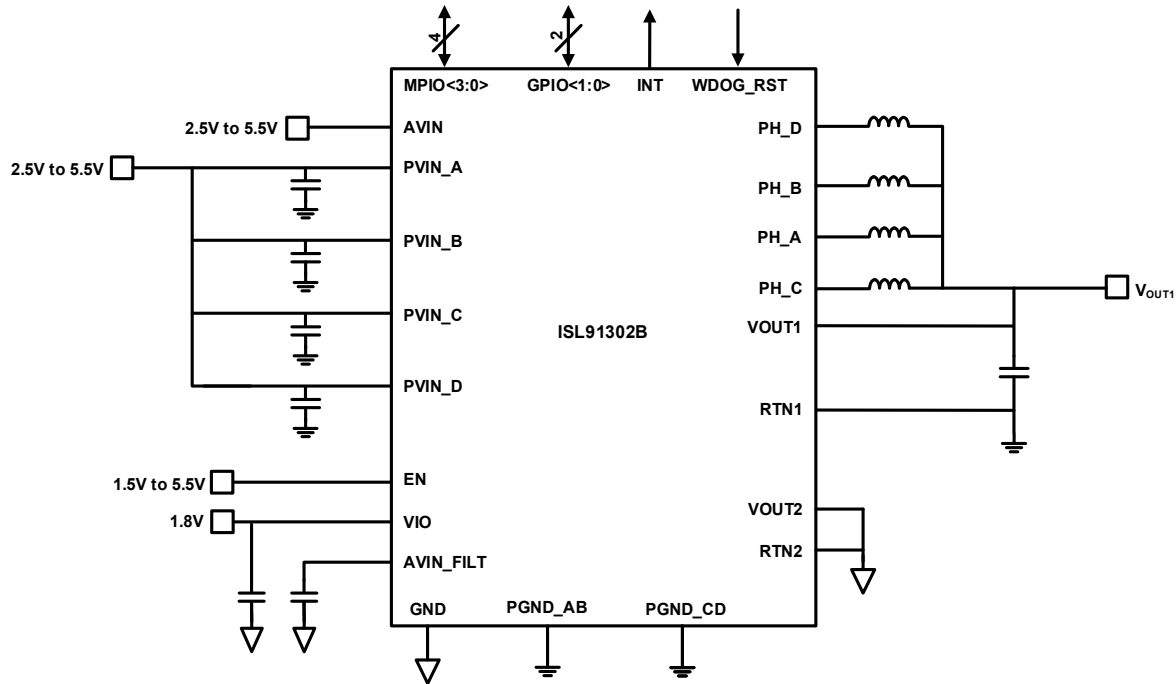 4
2
MPIO<3:0>
GPIO<1:0>
INT
WDOG_RST
2.5V to 5.5V
AVIN
2.5V to 5.5V
PVIN_A
PVIN_B
PVIN_C
PVIN_D
1.5V to 5.5V
EN
1.8V
VIO
AVIN_FILT
ISL91302B
PH_D
PH_B
PH_A
PH_C
VOUT1
VOUT1
RTN1
VOUT2
RTN2
GND
PGND_AB
PGND_CD